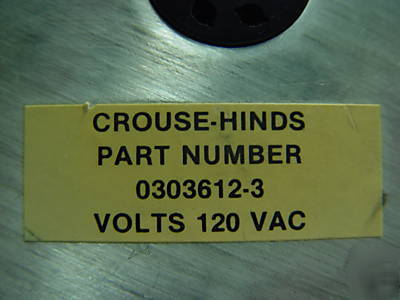 CROUSE-HINDS
PART NUMBER
0303612-3
VOLTS 120 VAC